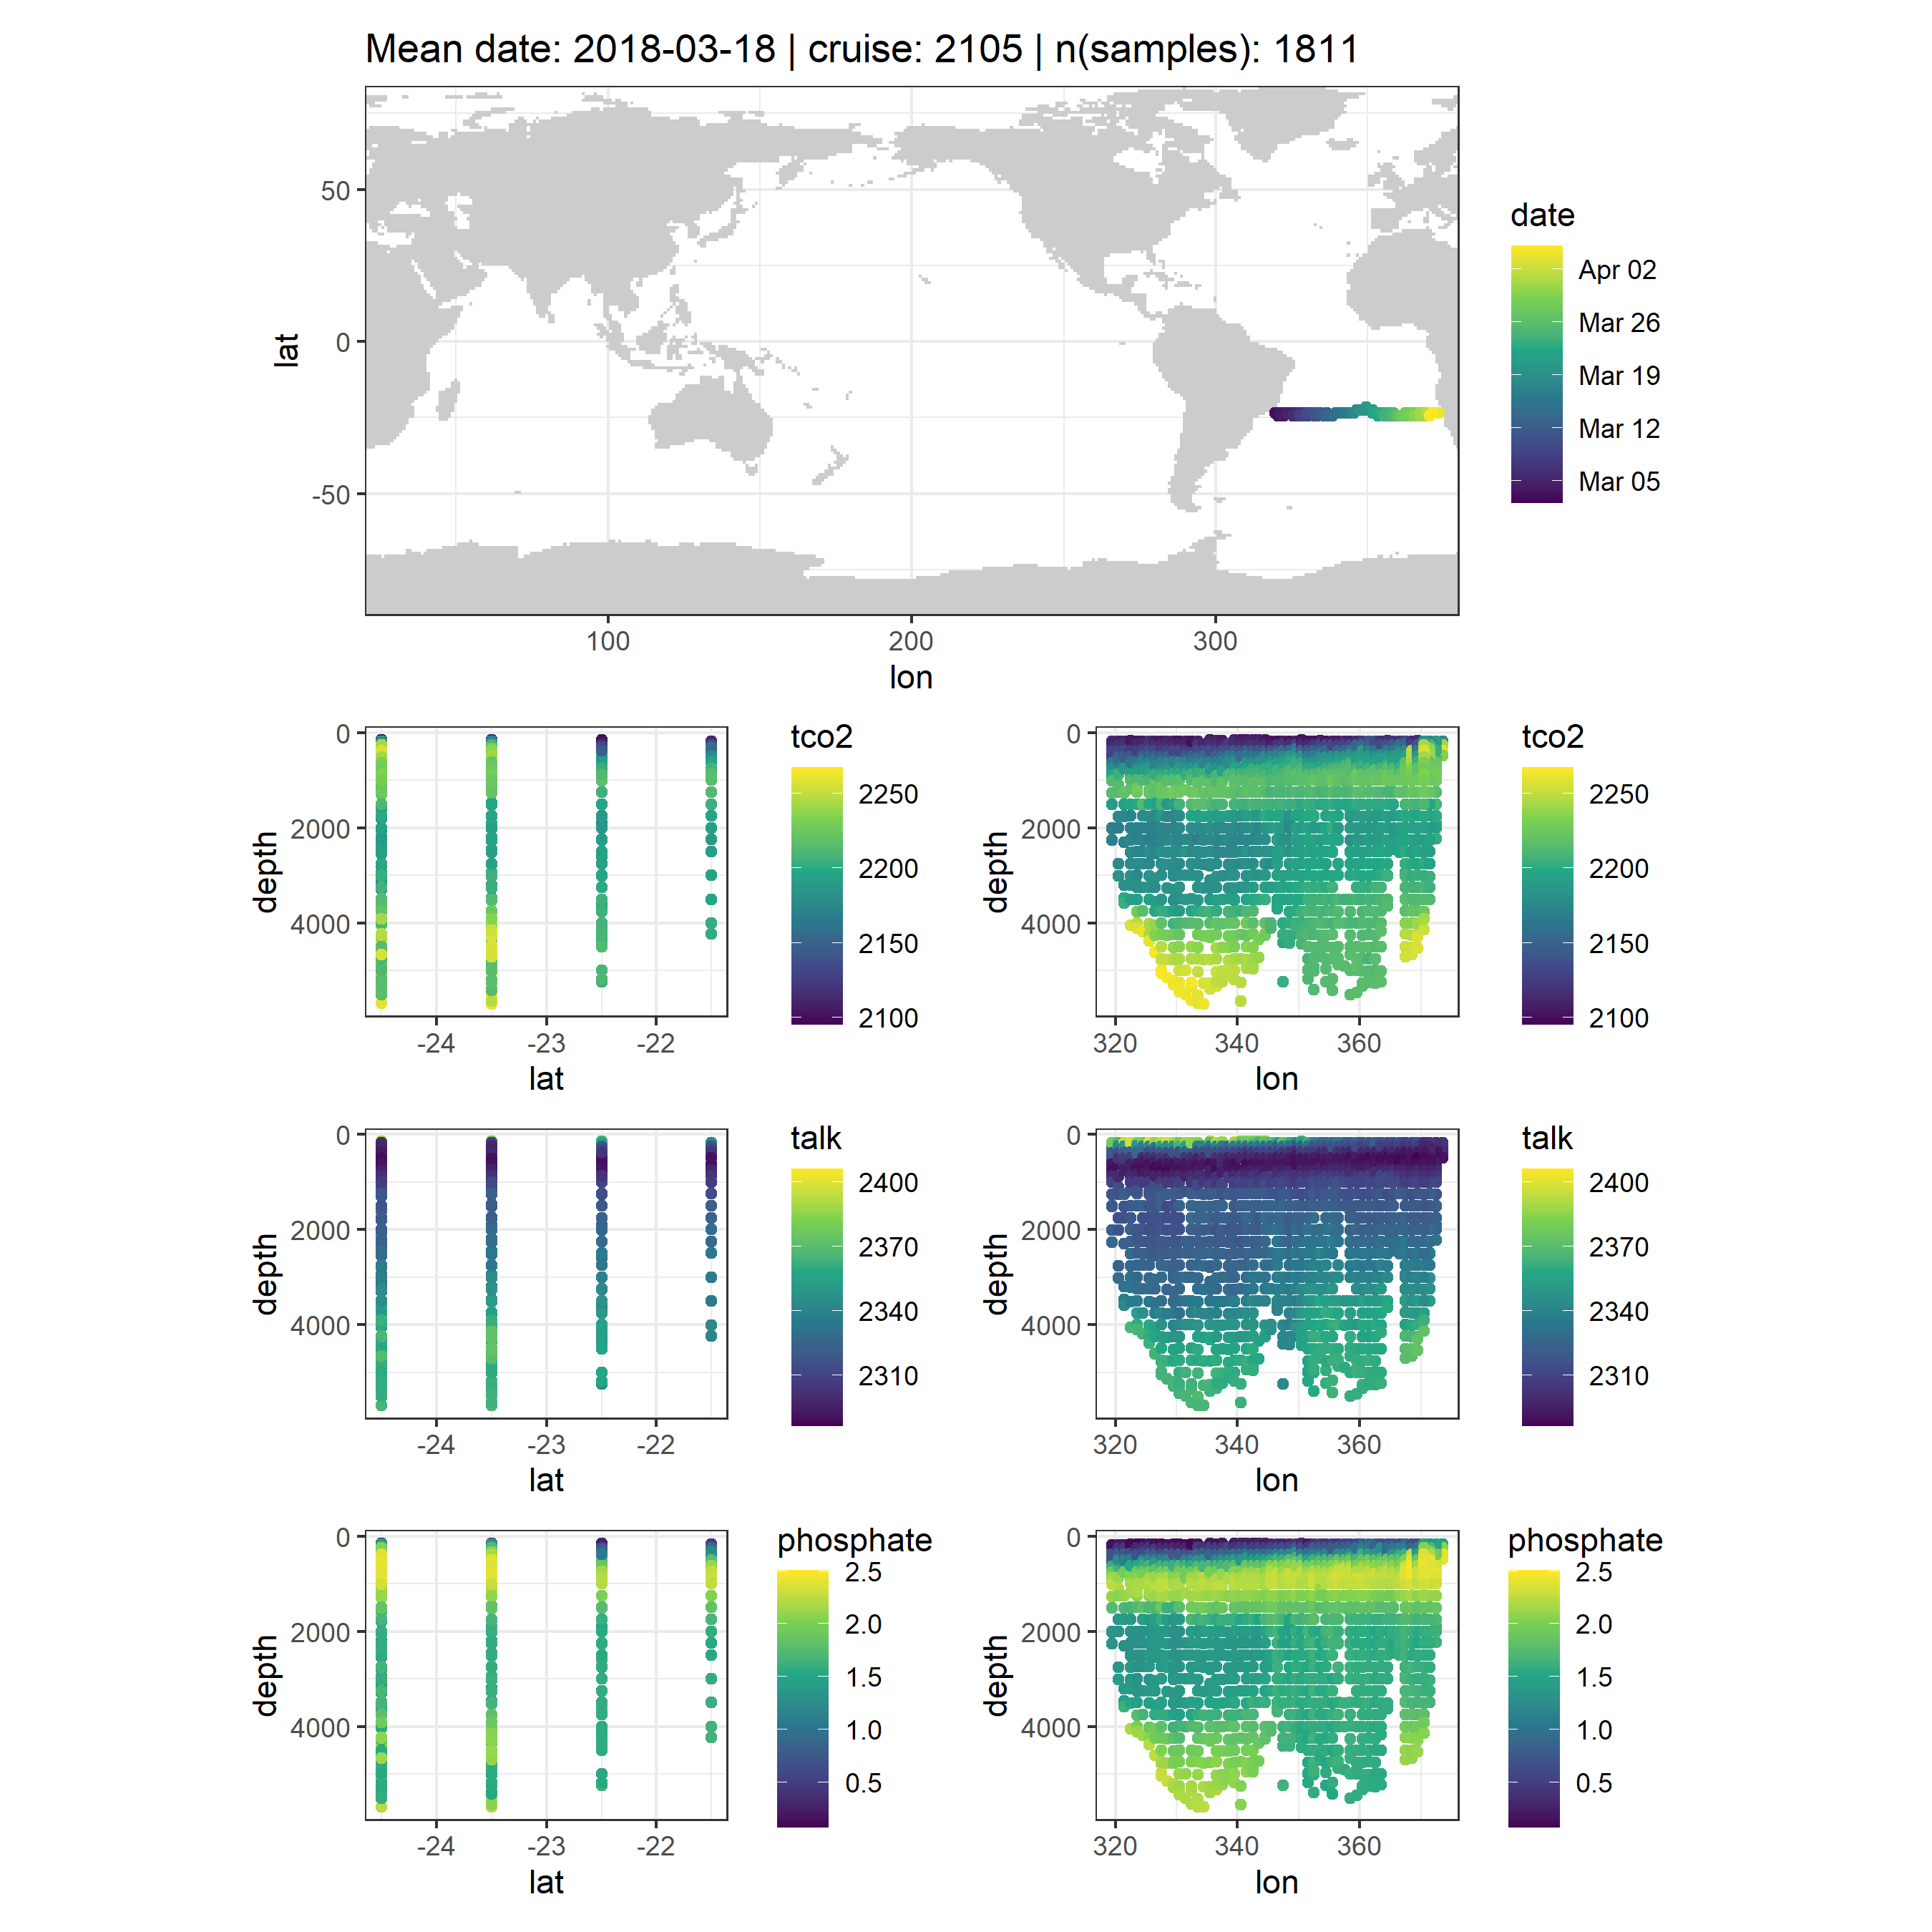 Mean date: 2018-03-18 | cruise: 2105 | n(samples): 1811
50
0
-50
lat
100
200
300
lon
date
Apr 02
Mar 26
Mar 19
Mar 12
Mar 05
0
2000
4000
depth
-24
-23
-22
lat
tco2
2250
2200
2150
2100
0
2000
4000
depth
320
340
360
lon
tco2
2250
2200
2150
2100
0
2000
4000
depth
-24
-23
-22
lat
talk
2400
2370
2340
2310
0
2000
4000
depth
320
340
360
lon
talk
2400
2370
2340
2310
0
2000
4000
depth
-24
-23
-22
lat
phosphate
2.5
2.0
1.5
1.0
0.5
0
2000
4000
depth
320
340
360
lon
phosphate
2.5
2.0
1.5
1.0
0.5